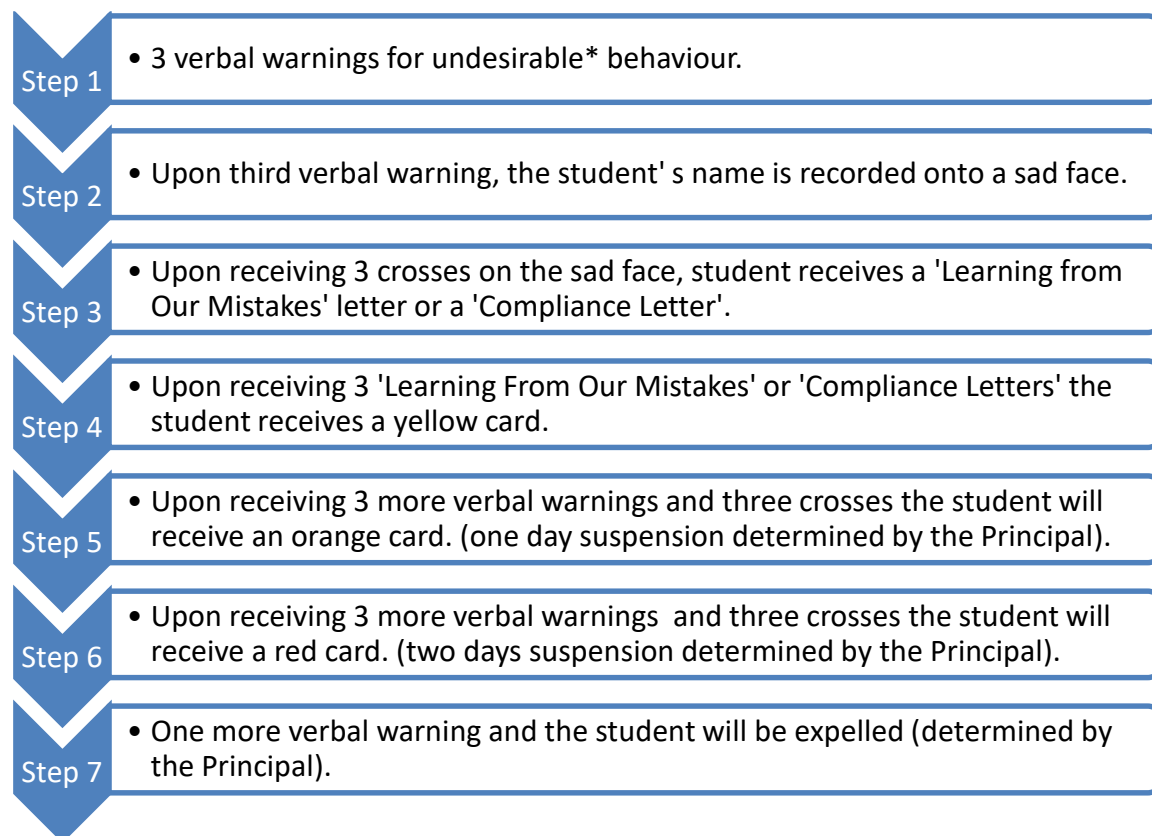 Step 1
• 3 verbal warnings for undesirable* behaviour.
Step 2
• Upon third verbal warning, the student' s name is recorded onto a sad face.
Step 3
• Upon receiving 3 crosses on the sad face, student receives a 'Learning from
Our Mistakes' letter or a 'Compliance Letter'.
Step 4
• Upon receiving 3 'Learning From Our Mistakes' or 'Compliance Letters' the
student receives a yellow card.
Step 5
• Upon receiving 3 more verbal warnings and three crosses the student will
receive an orange card. (one day suspension determined by the Principal).
Step 6
• Upon receiving 3 more verbal warnings  and three crosses the student will
receive a red card. (two days suspension determined by the Principal).
Step 7
• One more verbal warning and the student will be expelled (determined by
the Principal).